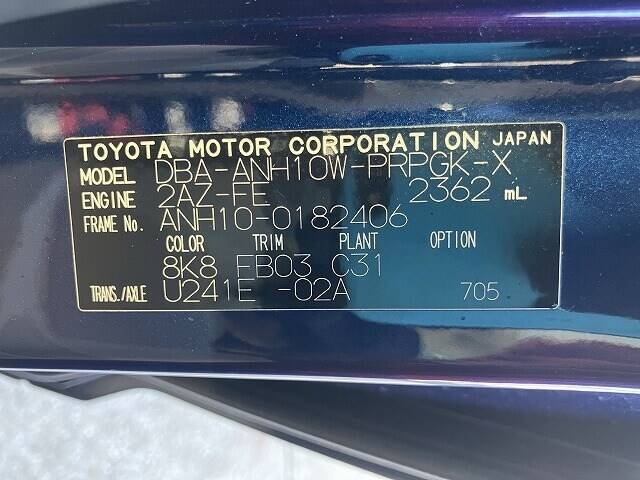 TOYOTA MOTOR CORPORATION JAPAN
MODEL DBA-ANH10W-PRPGK-X
ENGINE 2AZ-FE 2362 mL
FRAME No. ANH10-0182406
COLOR TRIM PLANT OPTION
8K8 FB03 C31
TRANS./AXLE U241E -02A 705